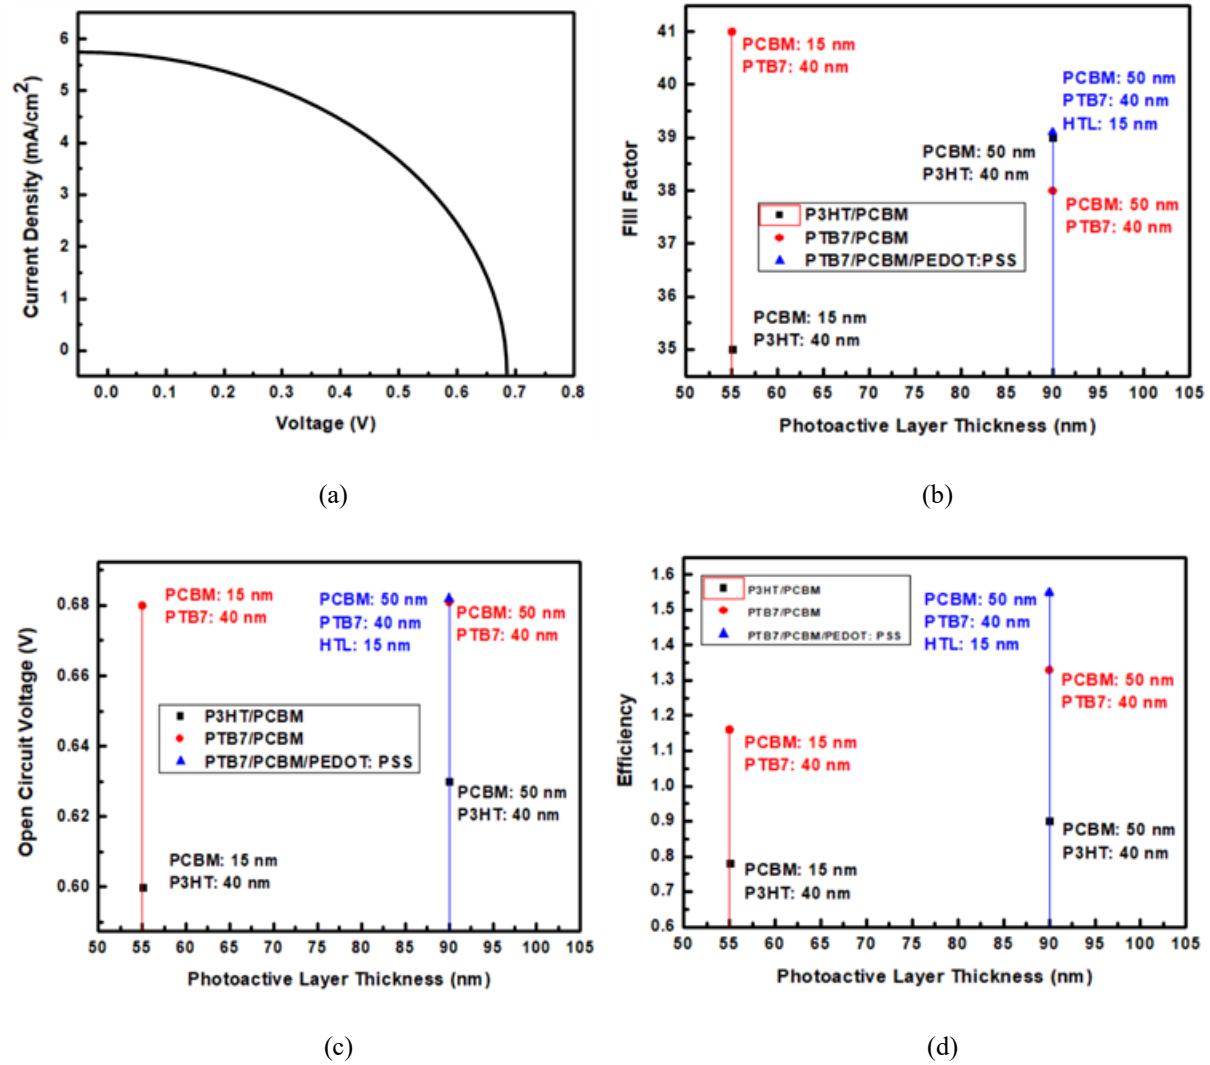 6
5
4
3
2
1
0
0.0 0.1 0.2 0.3 0.4 0.5 0.6 0.7 0.8
Current Density (mA/cm²)
Voltage (V)
(a)
41
40
39
38
37
36
35
50 55 60 65 70 75 80 85 90 95 100 105
Fill Factor
Photoactive Layer Thickness (nm)
PCBM: 15 nm
PTB7: 40 nm
PCBM: 50 nm
PTB7: 40 nm
HTL: 15 nm
PCBM: 50 nm
P3HT: 40 nm
PCBM: 50 nm
PTB7: 40 nm
P3HT/PCBM
PTB7/PCBM
PTB7/PCBM/PEDOT:PSS
PCBM: 15 nm
P3HT: 40 nm
(b)
0.68
0.66
0.64
0.62
0.60
50 55 60 65 70 75 80 85 90 95 100 105
Open Circuit Voltage (V)
Photoactive Layer Thickness (nm)
PCBM: 15 nm
PTB7: 40 nm
PCBM: 50 nm
PTB7: 40 nm
HTL: 15 nm
PCBM: 50 nm
PTB7: 40 nm
P3HT/PCBM
PTB7/PCBM
PTB7/PCBM/PEDOT: PSS
PCBM: 50 nm
P3HT: 40 nm
PCBM: 15 nm
P3HT: 40 nm
(c)
1.6
1.5
1.4
1.3
1.2
1.1
1.0
0.9
0.8
0.7
0.6
50 55 60 65 70 75 80 85 90 95 100 105
Efficiency
Photoactive Layer Thickness (nm)
P3HT/PCBM
PTB7/PCBM
PTB7/PCBM/PEDOT: PSS
PCBM: 50 nm
PTB7: 40 nm
HTL: 15 nm
PCBM: 50 nm
PTB7: 40 nm
PCBM: 15 nm
PTB7: 40 nm
PCBM: 50 nm
P3HT: 40 nm
PCBM: 15 nm
P3HT: 40 nm
(d)